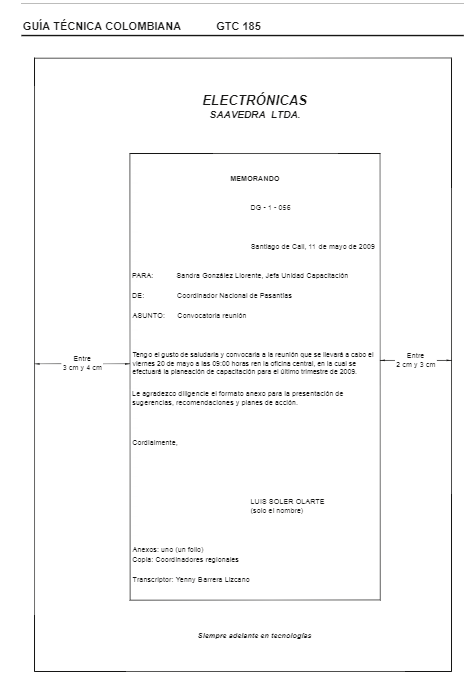 GUÍA TÉCNICA COLOMBIANA GTC 185
ELECTRÓNICAS
SAAVEDRA LTDA.
MEMORANDO
DG - 1 - 056
Santiago de Cali, 11 de mayo de 2009
PARA: Sandra González Llorente, Jefa Unidad Capacitación
DE: Coordinador Nacional de Pasantías
ASUNTO: Convocatoria reunión
Tengo el gusto de saludarla y convocarla a la reunión que se llevará a cabo el
viernes 20 de mayo a las 09:00 horas ren la oficina central, en la cual se
efectuará la planeación de capacitación para el último trimestre de 2009.
Entre
3 cm y 4 cm
Entre
2 cm y 3 cm
Le agradezco diligencie el formato anexo para la presentación de
sugerencias, recomendaciones y planes de acción.
Cordialmente,
LUIS SOLER OLARTE
(solo el nombre)
Anexos: uno (un folio)
Copia: Coordinadores regionales
Transcriptor: Yenny Barrera Lizcano
Siempre adelante en tecnologías